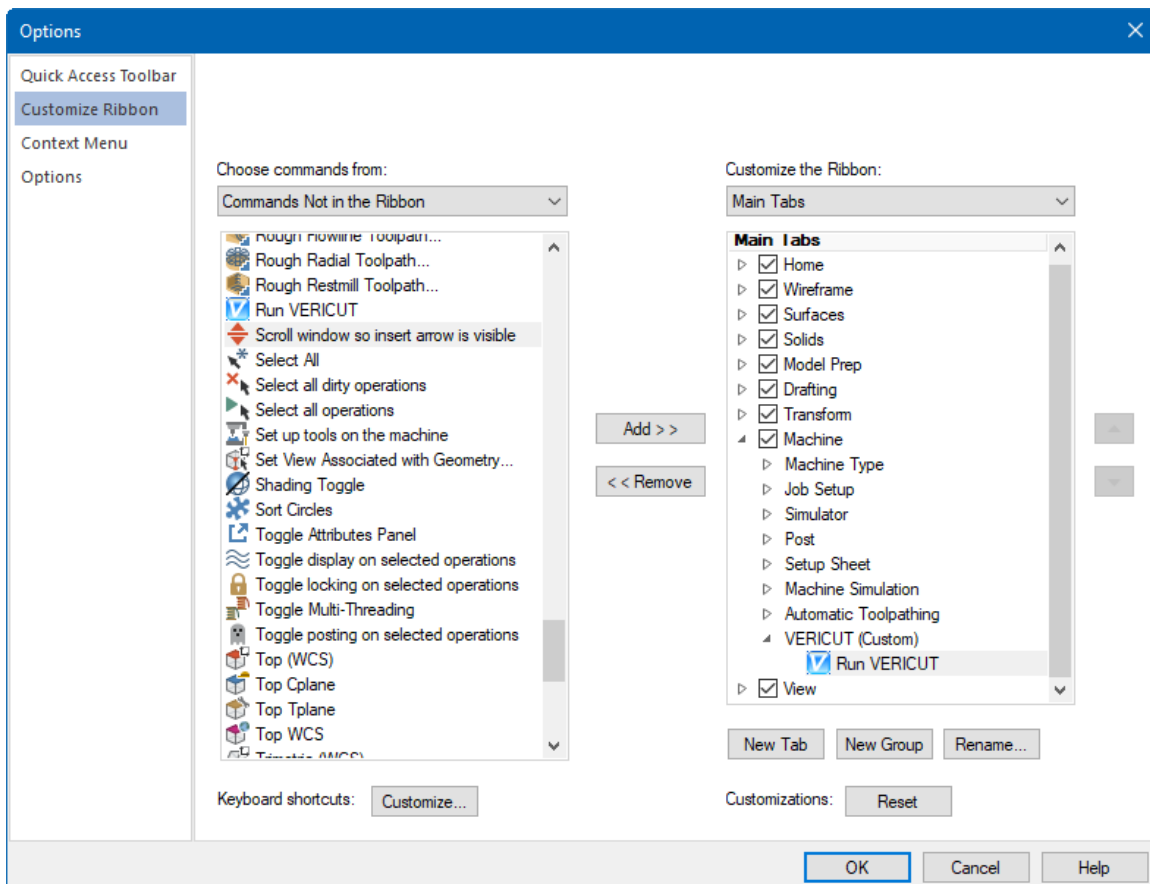 Options
Quick Access Toolbar
Customize Ribbon
Context Menu
Options
Choose commands from:
Commands Not in the Ribbon
Rough Flowline Toolpath...
Rough Radial Toolpath...
Rough Restmill Toolpath...
Run VERICUT
Scroll window so insert arrow is visible
Select All
Select all dirty operations
Select all operations
Set up tools on the machine
Set View Associated with Geometry...
Shading Toggle
Sort Circles
Toggle Attributes Panel
Toggle display on selected operations
Toggle locking on selected operations
Toggle Multi-Threading
Toggle posting on selected operations
Top (WCS)
Top Cplane
Top Tplane
Top WCS
Trimetric (WCS)
Keyboard shortcuts: Customize...
Add > >
< < Remove
Customize the Ribbon:
Main Tabs
Main Tabs
Home
Wireframe
Surfaces
Solids
Model Prep
Drafting
Transform
Machine
Machine Type
Job Setup
Simulator
Post
Setup Sheet
Machine Simulation
Automatic Toolpathing
VERICUT (Custom)
Run VERICUT
View
New Tab New Group Rename...
Customizations: Reset
OK Cancel Help